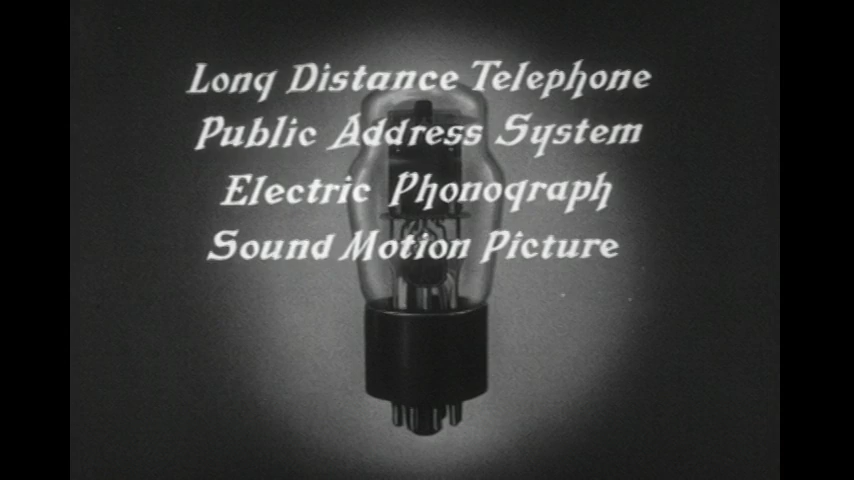 Long Distance Telephone
Public Address System
Electric Phonograph
Sound Motion Picture